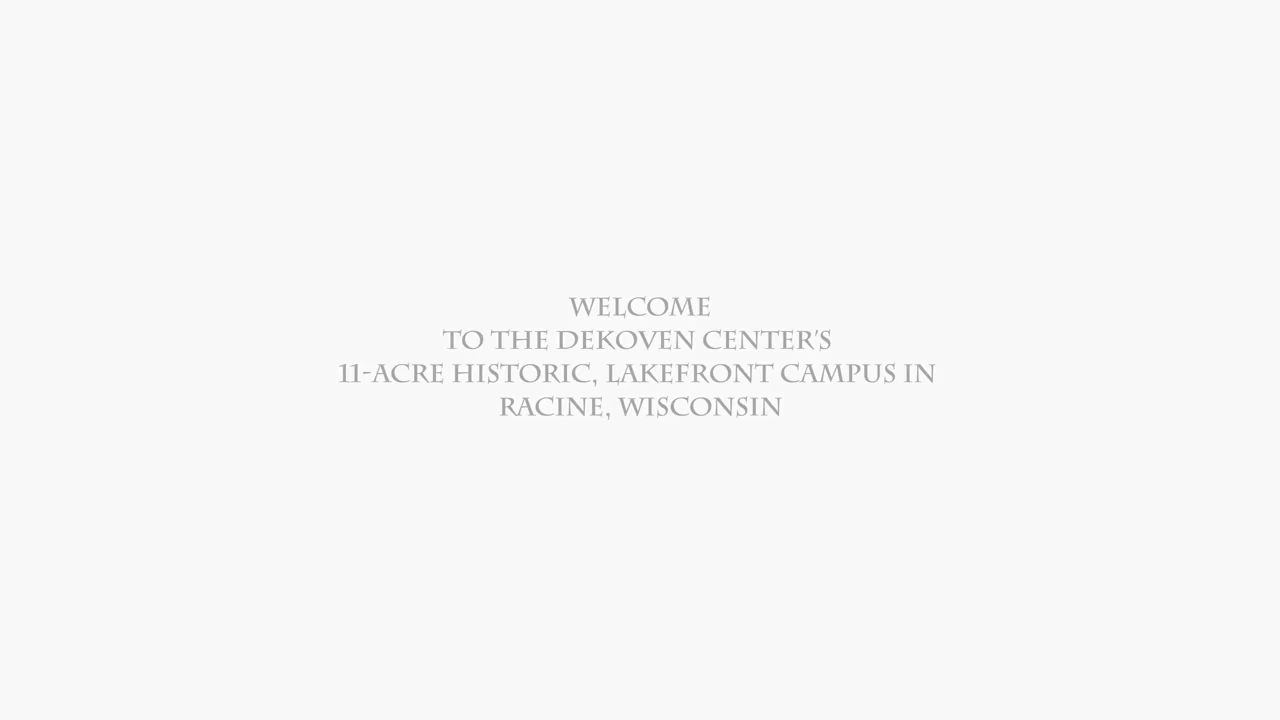 WELCOME
TO THE DEKOVEN CENTER'S
11-ACRE HISTORIC, LAKEFRONT CAMPUS IN
RACINE, WISCONSIN